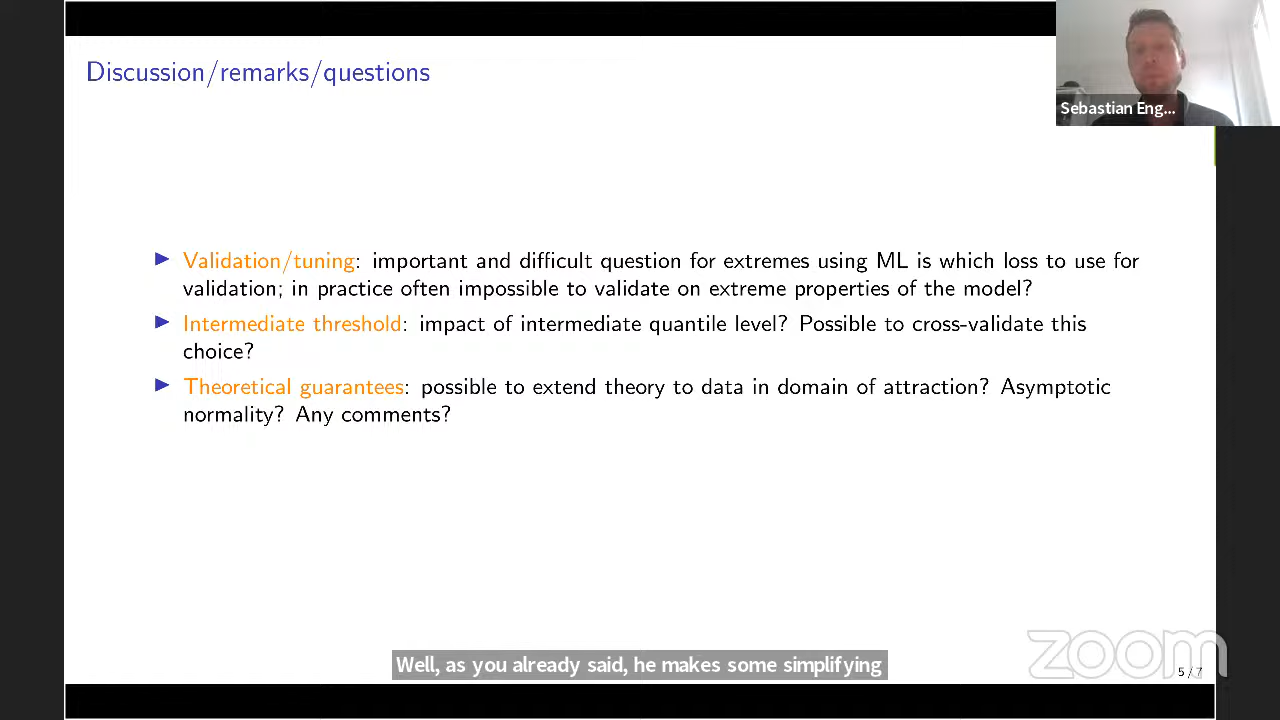 Discussion/remarks/questions
Sebastian Eng...
Validation/tuning: important and difficult question for extremes using ML is which loss to use for
validation; in practice often impossible to validate on extreme properties of the model?
Intermediate threshold: impact of intermediate quantile level? Possible to cross-validate this
choice?
Theoretical guarantees: possible to extend theory to data in domain of attraction? Asymptotic
normality? Any comments?
Well, as you already said, he makes some simplifying
zoom
5 / 7